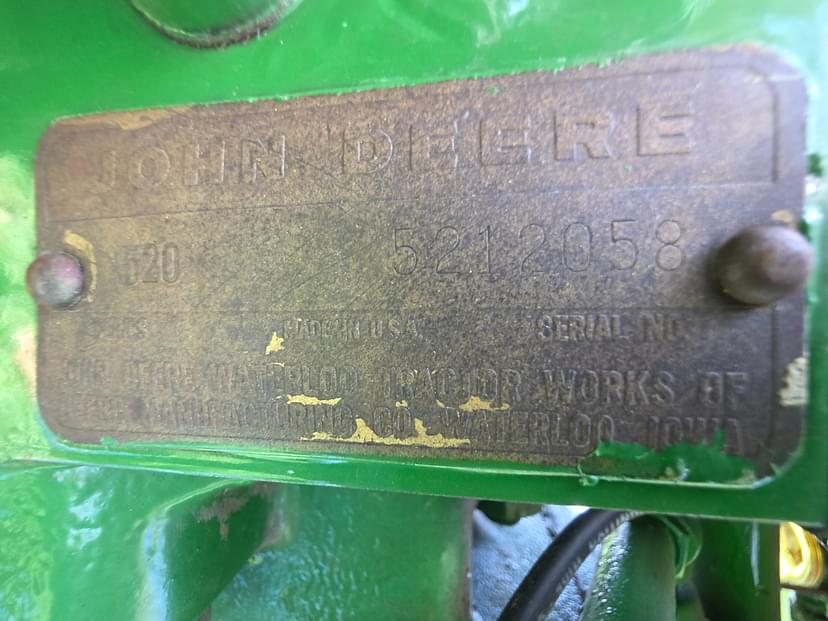 JOHN DEERE
520 5212058
SERIES MADE IN U.S.A. SERIAL NO.
JOHN DEERE WATERLOO TRACTOR WORKS OF
DEERE MANUFACTURING CO. WATERLOO, IOWA